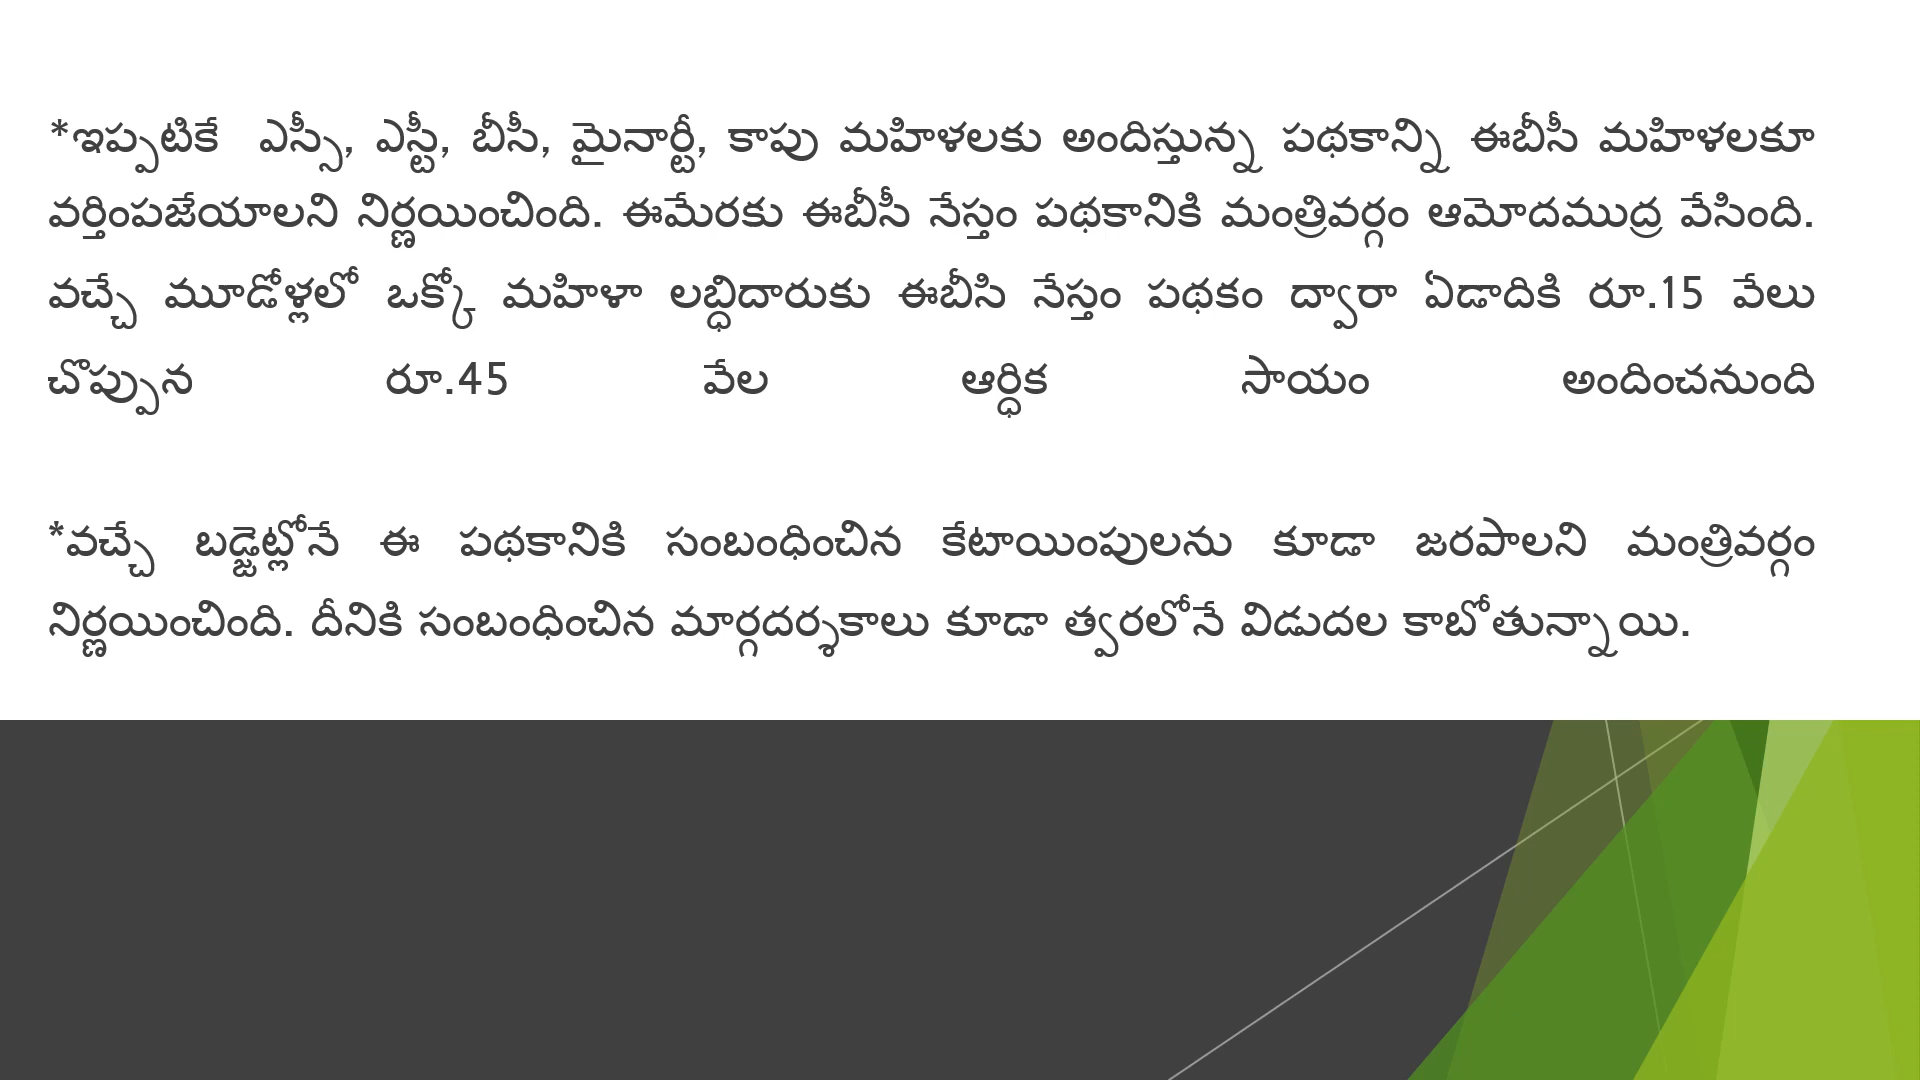 *ఇప్పటికే ఎస్సీ, ఎస్టీ, బీసీ, మైనార్టీ, కాపు మహిళలకు అందిస్తున్న పథకాన్ని ఈబీసీ మహిళలకూ
వర్తింపజేయాలని నిర్ణయించింది. ఈమేరకు ఈబీసీ నేస్తం పథకానికి మంత్రివర్గం ఆమోదముద్ర వేసింది.
వచ్చే మూడోళ్లలో ఒక్కో మహిళా లబ్ధిదారుకు ఈబీసి నేస్తం పథకం ద్వారా ఏడాదికి రూ.15 వేలు
చొప్పున రూ.45 వేల ఆర్ధిక సాయం అందించనుంది
*వచ్చే బడ్జెట్లోనే ఈ పథకానికి సంబంధించిన కేటాయింపులను కూడా జరపాలని మంత్రివర్గం
నిర్ణయించింది. దీనికి సంబంధించిన మార్గదర్శకాలు కూడా త్వరలోనే విడుదల కాబోతున్నాయి.